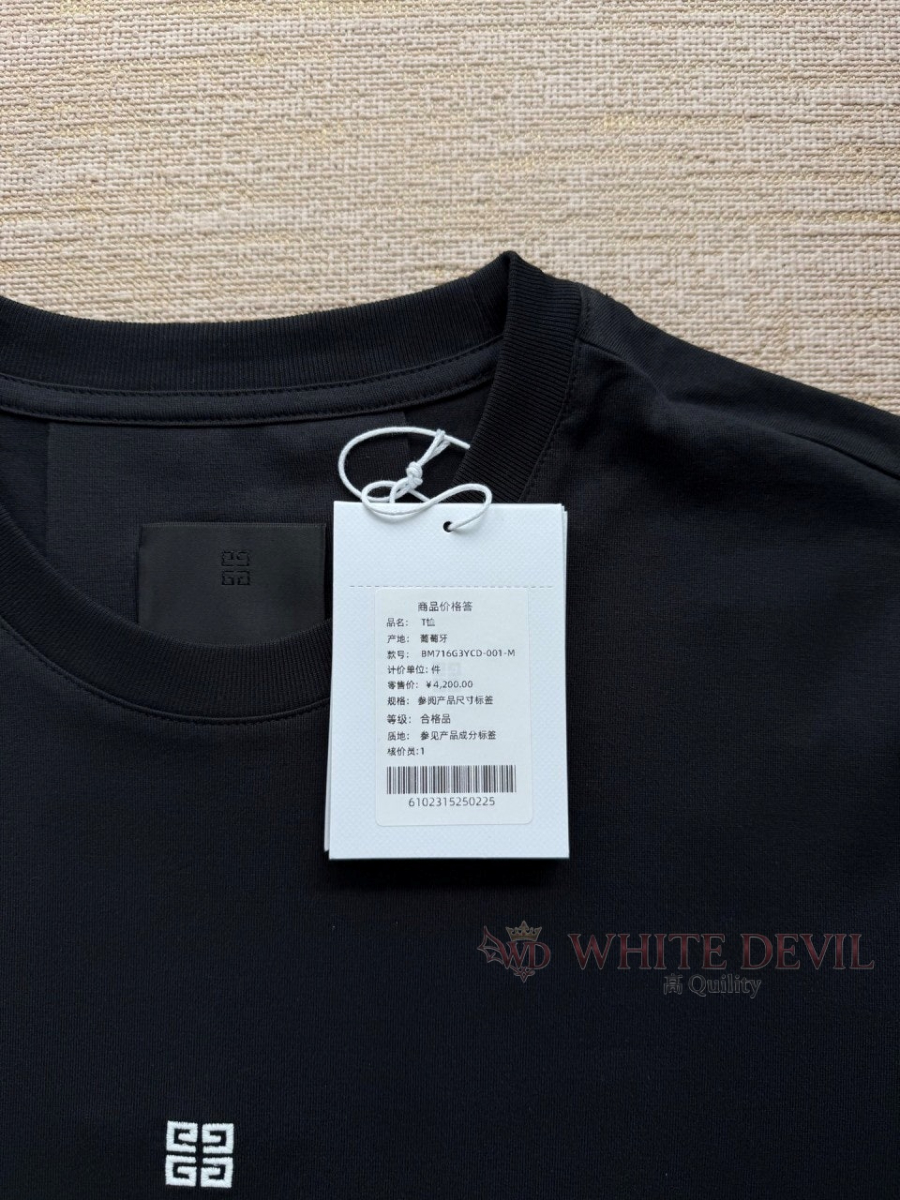 商品价格签
品名: T恤
产地: 葡萄牙
款号: BM716G3YCD-001-M
计价单位: 件
零售价: ¥4,200.00
规格: 参阅产品尺寸标签
等级: 合格品
质地: 参见产品成分标签
核价员:1
6102315250225
WD WHITE DEVIL
高 Quility